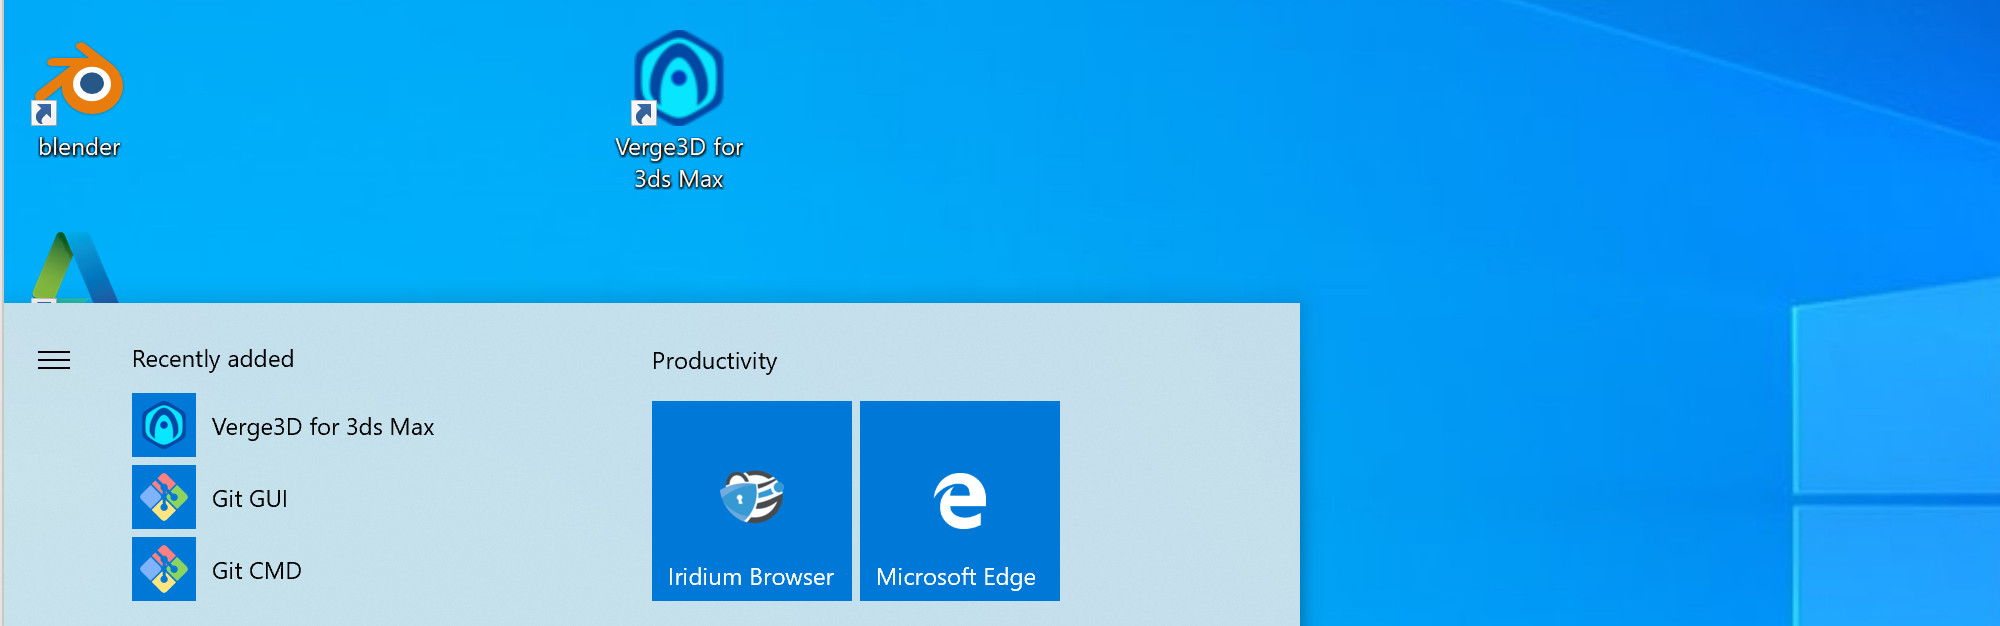 blender
Verge3D for
3ds Max
Recently added
Verge3D for 3ds Max
Git GUI
Git CMD
Productivity
Iridium Browser
Microsoft Edge